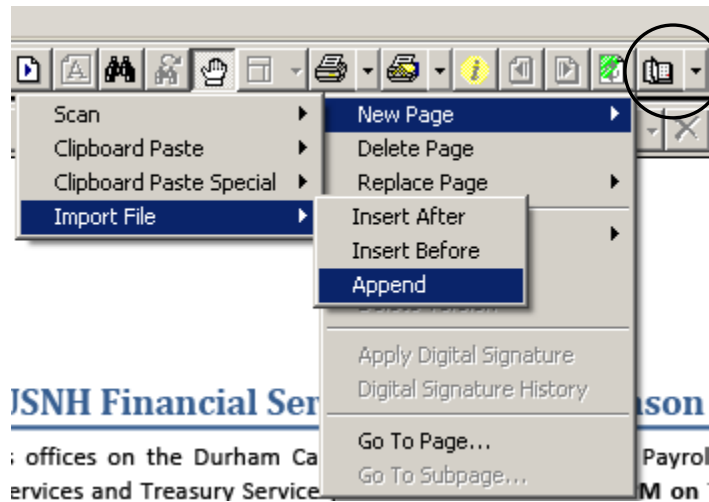 Scan
Clipboard Paste
Clipboard Paste Special
Import File
New Page
Delete Page
Replace Page
Insert After
Insert Before
Append
Apply Digital Signature
Digital Signature History
Go To Page...
Go To Subpage...
USNH Financial Ser
ason
offices on the Durham Ca
Payrol
ervices and Treasury Service
M on